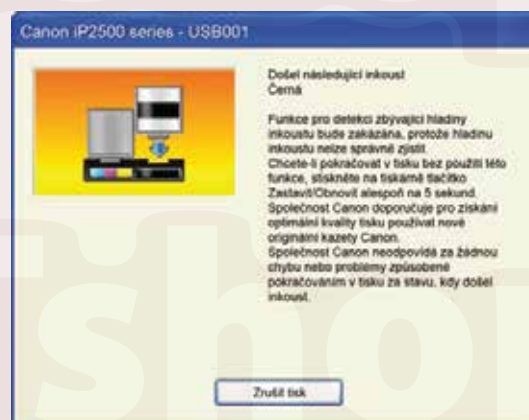 Canon iP2500 series - USB001
Došel následující inkoust
Černá
Funkce pro detekci zbývající hladiny
inkoustu bude zakázána, protože hladinu
inkoustu nelze správně zjistit.
Chcete-li pokračovat v tisku bez použití této
funkce, stiskněte na tiskárně tlačítko
Zastavit/Obnovit alespoň na 5 sekund.
Společnost Canon doporučuje pro získání
optimální kvality tisku používat nové
originální kazety Canon.
Společnost Canon neodpovídá za žádnou
chybu nebo problémy způsobené
pokračováním v tisku za stavu, kdy došel
inkoust.
Zrušit tisk